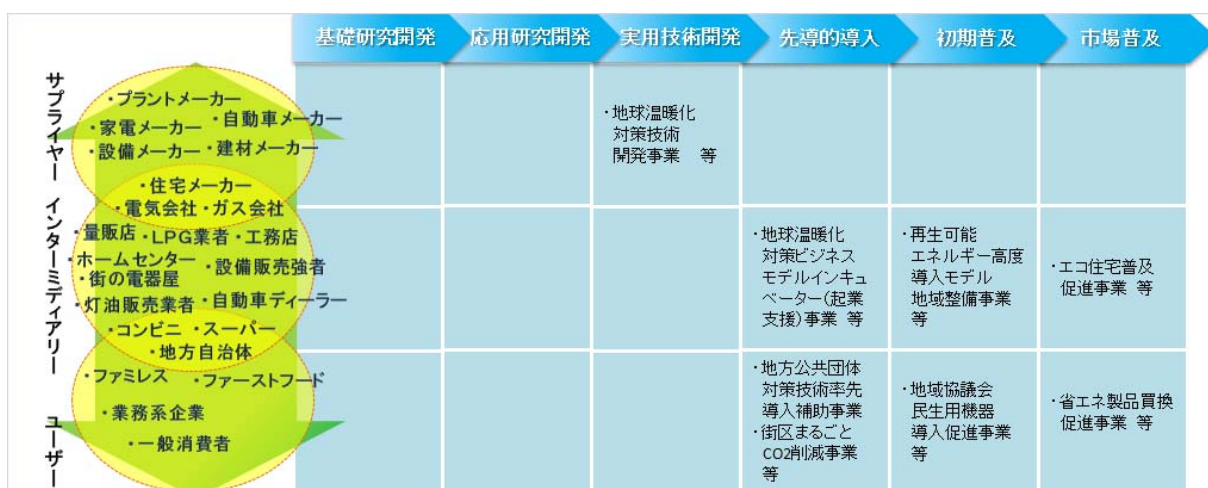 基礎研究開発
応用研究開発
実用技術開発
先導的導入
初期普及
市場普及
サプライヤー
・プラントメーカー
・家電メーカー
・自動車メーカー
・設備メーカー
・建材メーカー
・住宅メーカー
・電気会社
・ガス会社
インターミディアリー
・量販店
・LPG業者
・工務店
・ホームセンター
・設備販売強者
・街の電器屋
・灯油販売業者
・自動車ディーラー
・コンビニ
・スーパー
・地方自治体
ユーザー
・ファミレス
・ファーストフード
・業務系企業
・一般消費者
・地球温暖化
対策技術
開発事業 等
・地球温暖化
対策ビジネス
モデルインキュ
ベーター(起業
支援)事業 等
・再生可能
エネルギー高度
導入モデル
地域整備事業
等
・エコ住宅普及
促進事業 等
・地方公共団体
対策技術率先
導入補助事業
・街区まるごと
CO2削減事業
等
・地域協議会
民生用機器
導入促進事業
等
・省エネ製品買換
促進事業 等